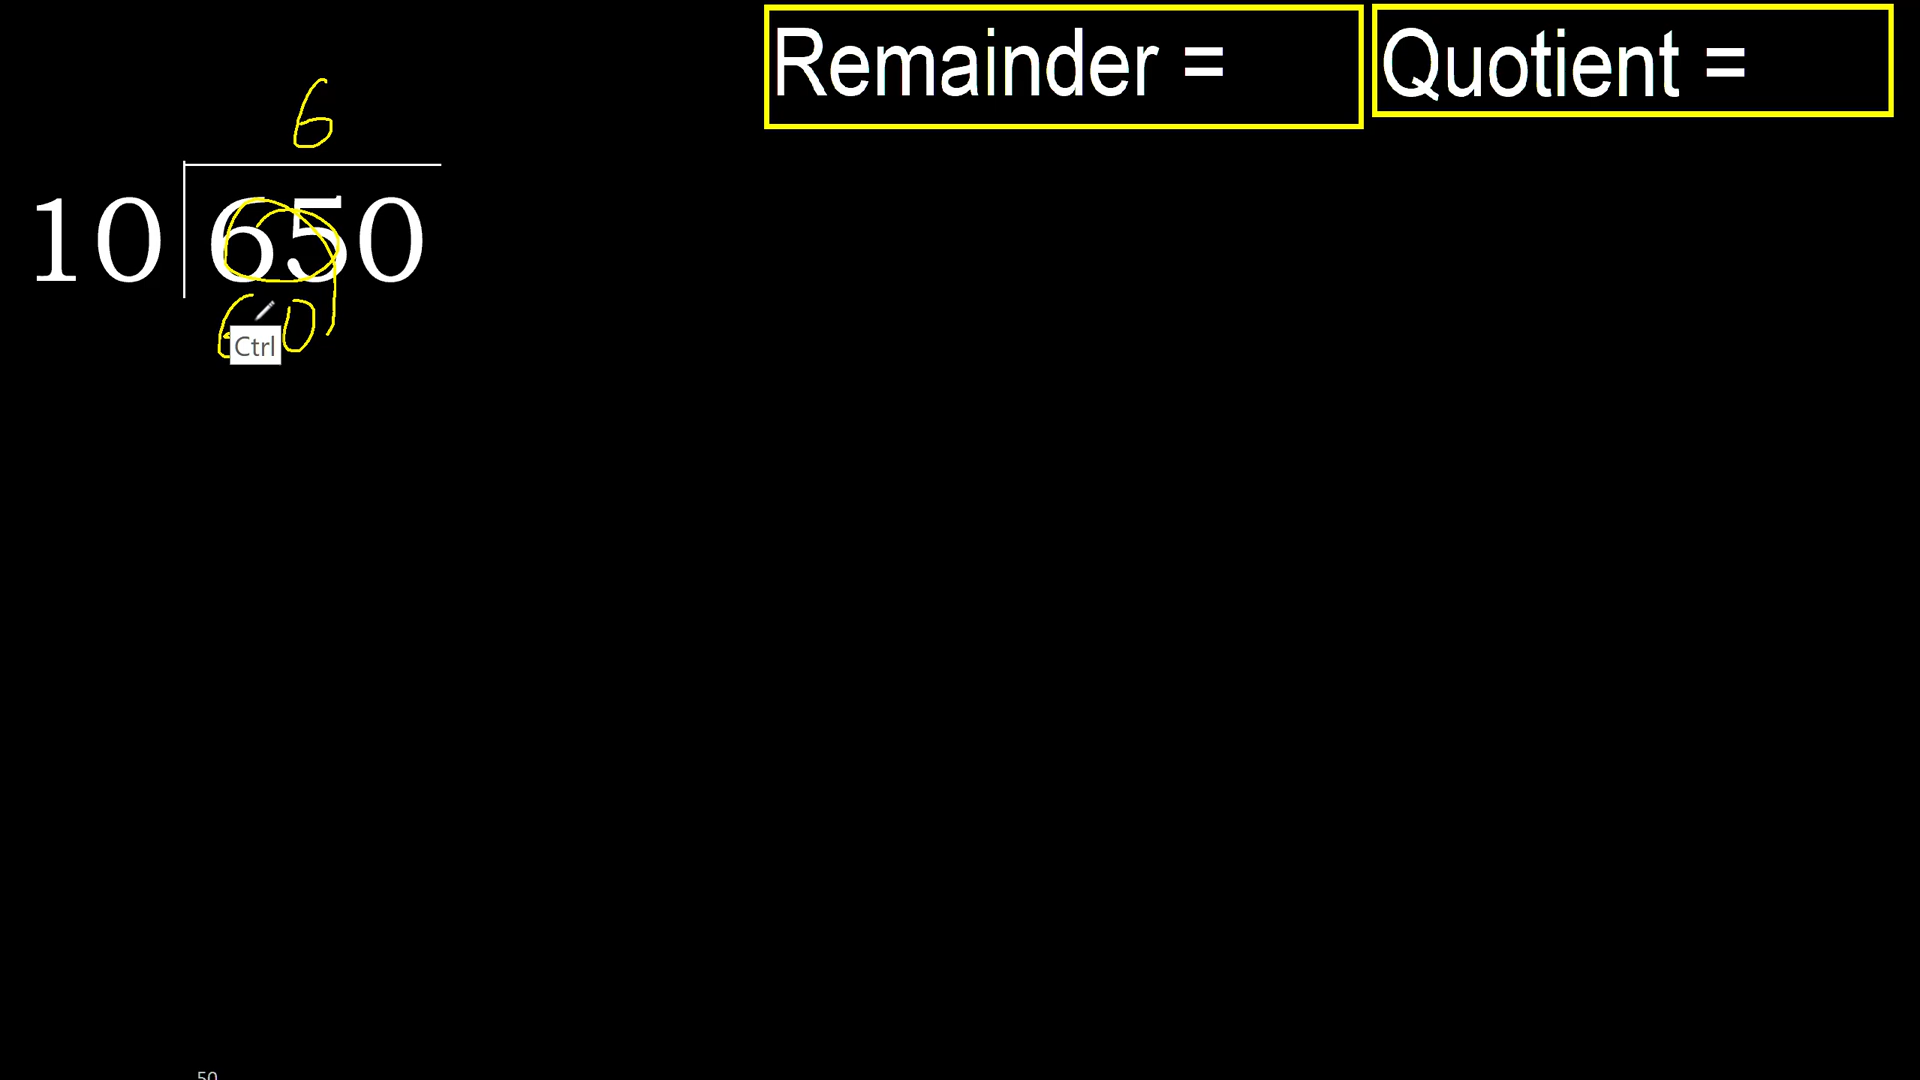 Remainder =
Quotient =
6
10 650
60
Ctrl
50